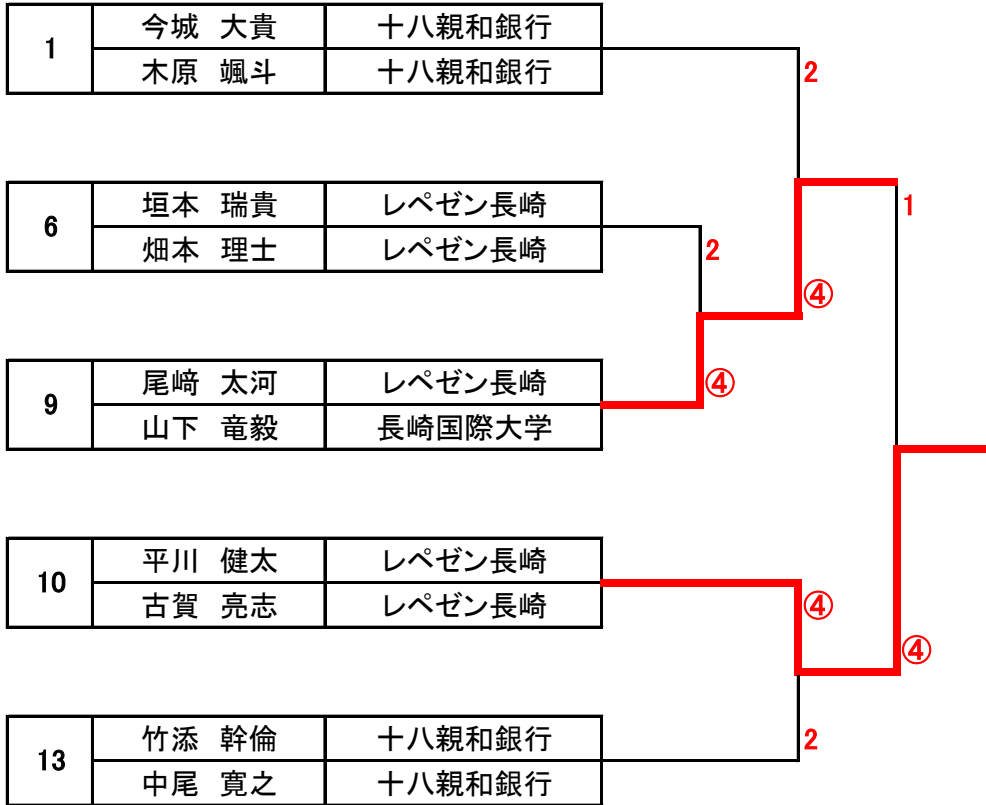 1 今城 大貴 十八親和銀行
木原 颯斗 十八親和銀行
2
6 垣本 瑞貴 レペゼン長崎
畑本 理士 レペゼン長崎
1
2
④
9 尾﨑 太河 レペゼン長崎
山下 竜毅 長崎国際大学
④
10 平川 健太 レペゼン長崎
古賀 亮志 レペゼン長崎
④
④
13 竹添 幹倫 十八親和銀行
中尾 寛之 十八親和銀行
2